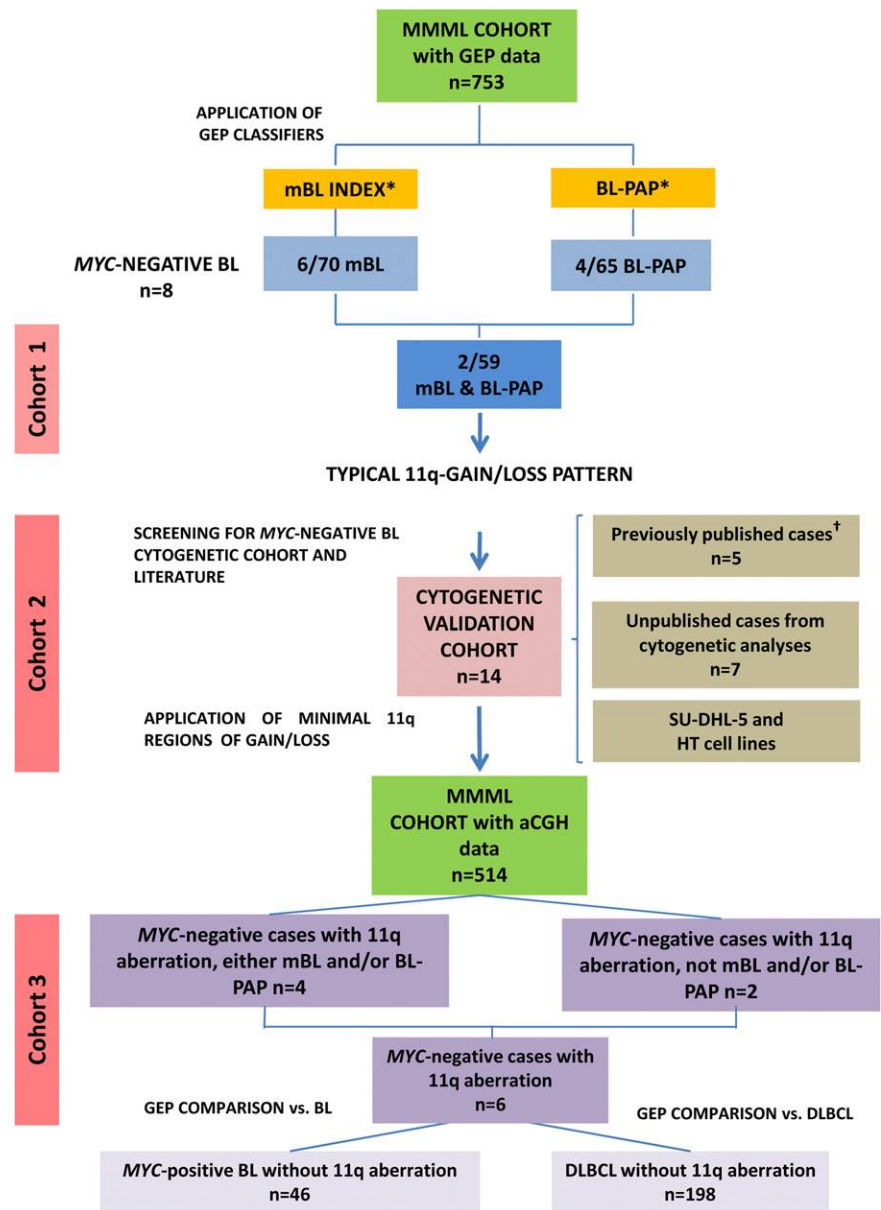 MMML COHORT
with GEP data
n=753
APPLICATION OF
GEP CLASSIFIERS
mBL INDEX*
BL-PAP*
MYC-NEGATIVE BL
n=8
6/70 mBL
4/65 BL-PAP
Cohort 1
2/59
mBL & BL-PAP
TYPICAL 11q-GAIN/LOSS PATTERN
Cohort 2
SCREENING FOR MYC-NEGATIVE BL
CYTOGENETIC COHORT AND
LITERATURE
CYTOGENETIC
VALIDATION
COHORT
n=14
Previously published cases†
n=5
Unpublished cases from
cytogenetic analyses
n=7
SU-DHL-5 and
HT cell lines
APPLICATION OF MINIMAL 11q
REGIONS OF GAIN/LOSS
MMML
COHORT with aCGH
data
n=514
Cohort 3
MYC-negative cases with 11q
aberration, either mBL and/or BL-
PAP n=4
MYC-negative cases with 11q
aberration, not mBL and/or BL-
PAP n=2
MYC-negative cases with
11q aberration
n=6
GEP COMPARISON vs. BL
GEP COMPARISON vs. DLBCL
MYC-positive BL without 11q aberration
n=46
DLBCL without 11q aberration
n=198